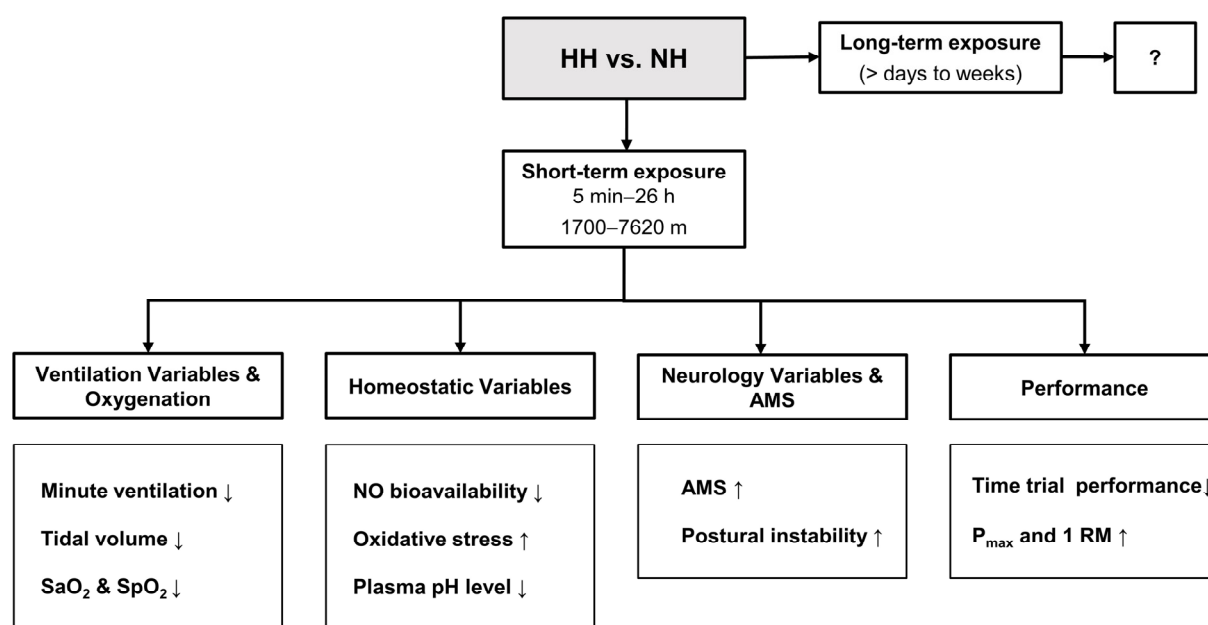 HH vs. NH
Long-term exposure
(> days to weeks)
?
Short-term exposure
5 min–26 h
1700–7620 m
Ventilation Variables &
Oxygenation
Homeostatic Variables
Neurology Variables &
AMS
Performance
Minute ventilation ↓
Tidal volume ↓
SaO₂ & SpO₂ ↓
NO bioavailability ↓
Oxidative stress ↑
Plasma pH level ↓
AMS ↑
Postural instability ↑
Time trial performance↓
Pmax and 1 RM ↑